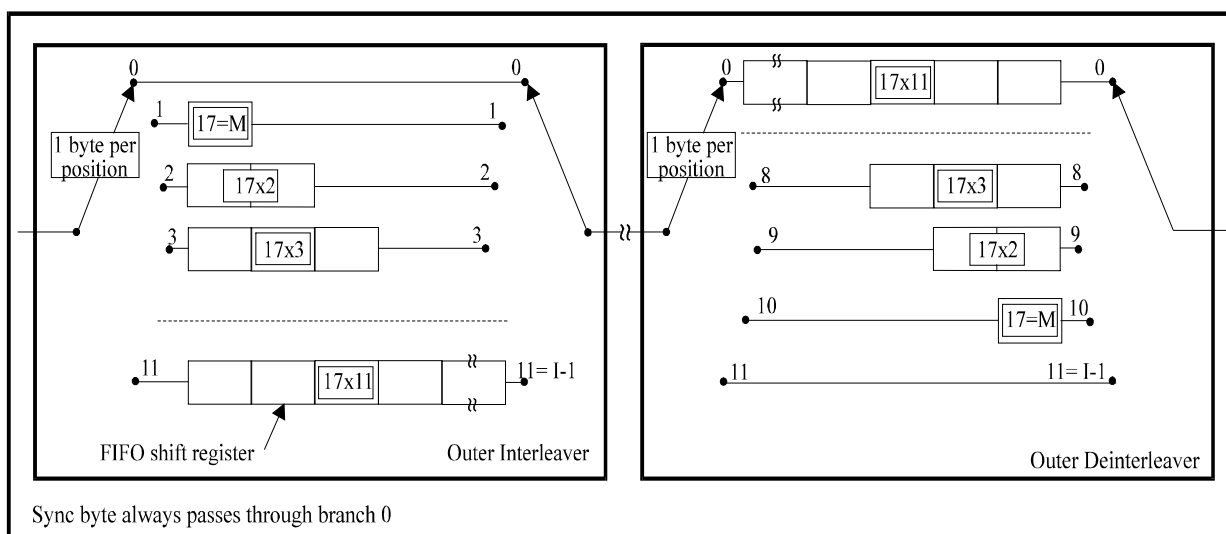 0
0
1
17=M
1
1 byte per
position
2
17x2
2
3
17x3
3
11
17x11
11= I-1
FIFO shift register
Outer Interleaver
0
17x11
0
1 byte per
position
8
17x3
8
9
17x2
9
10
17=M
10
11
11= I-1
Outer Deinterleaver
Sync byte always passes through branch 0